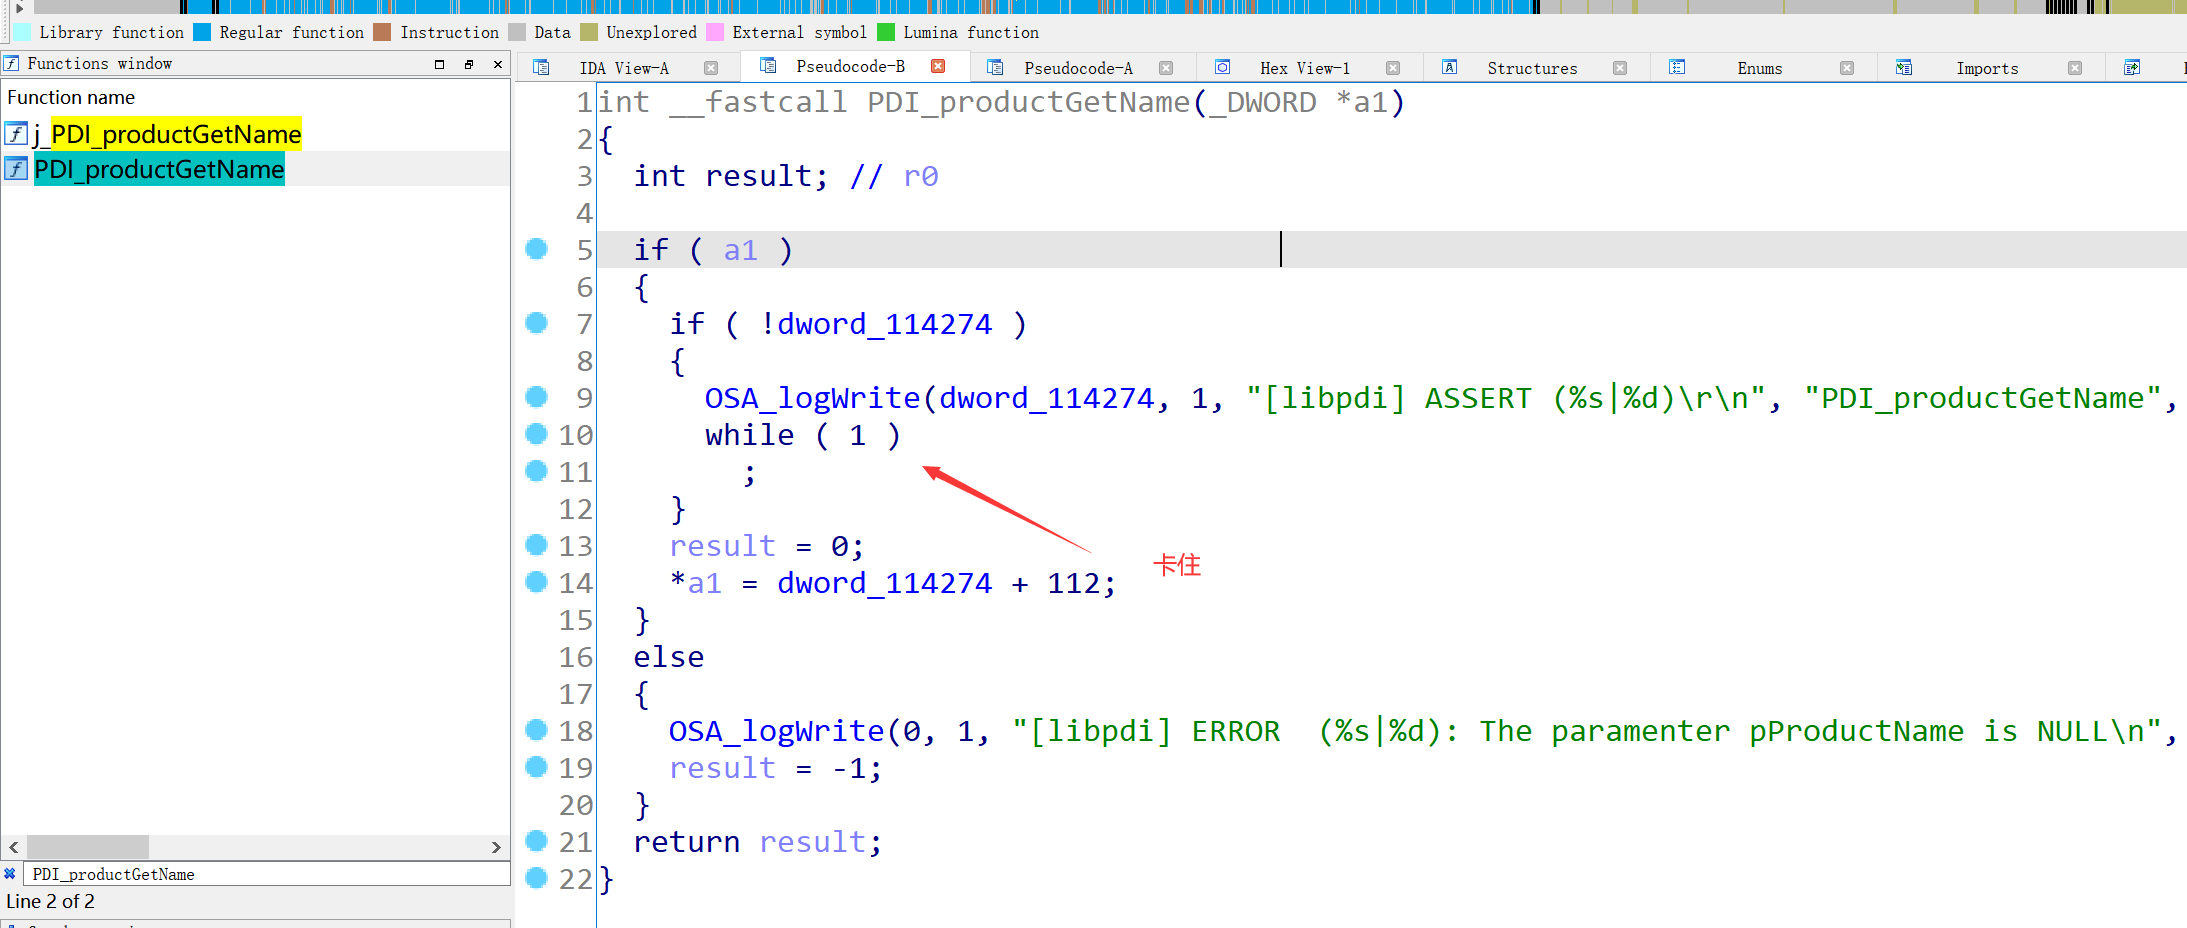 Library function Regular function Instruction Data Unexplored External symbol Lumina function
Functions window
IDA View-A Pseudocode-B Pseudocode-A Hex View-1 Structures Enums Imports
Function name
j_PDI_productGetName
PDI_productGetName
1 int __fastcall PDI_productGetName(_DWORD *a1)
2 {
3 int result; // r0
4
5 if ( a1 )
6 {
7 if ( !dword_114274 )
8 {
9 OSA_logWrite(dword_114274, 1, "[libpdi] ASSERT (%s|%d)\r\n", "PDI_productGetName",
10 while ( 1 )
11 ;
12 }
13 result = 0;
14 *a1 = dword_114274 + 112;
15 }
16 else
17 {
18 OSA_logWrite(0, 1, "[libpdi] ERROR  (%s|%d): The paramenter pProductName is NULL\n",
19 result = -1;
20 }
21 return result;
22 }
卡住
PDI_productGetName
Line 2 of 2